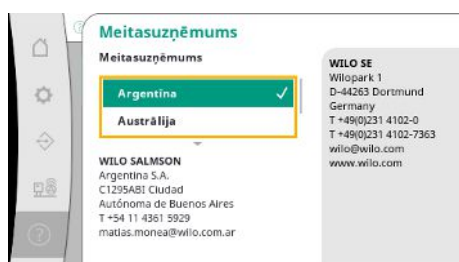 Meitasuzņēmums
Meitasuzņēmums
Argentīna
Austrālija
WILO SALMSON
Argentina S.A.
C1295ABI Ciudad
Autónoma de Buenos Aires
T +54 11 4361 5929
matias.monea@wilo.com.ar
WILO SE
Wilopark 1
D-44263 Dortmund
Germany
T +49(0)231 4102-0
T +49(0)231 4102-7363
wilo@wilo.com
www.wilo.com